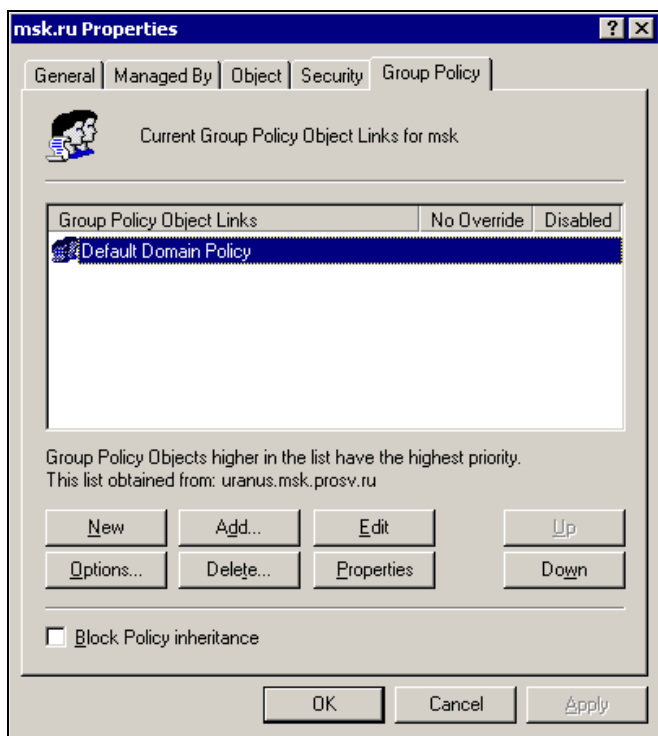 msk.ru Properties
General Managed By Object Security Group Policy
Current Group Policy Object Links for msk
Group Policy Object Links No Override Disabled
Default Domain Policy
Group Policy Objects higher in the list have the highest priority.
This list obtained from: uranus.msk.prosv.ru
New Add... Edit Up
Options... Delete... Properties Down
Block Policy inheritance
OK Cancel Apply